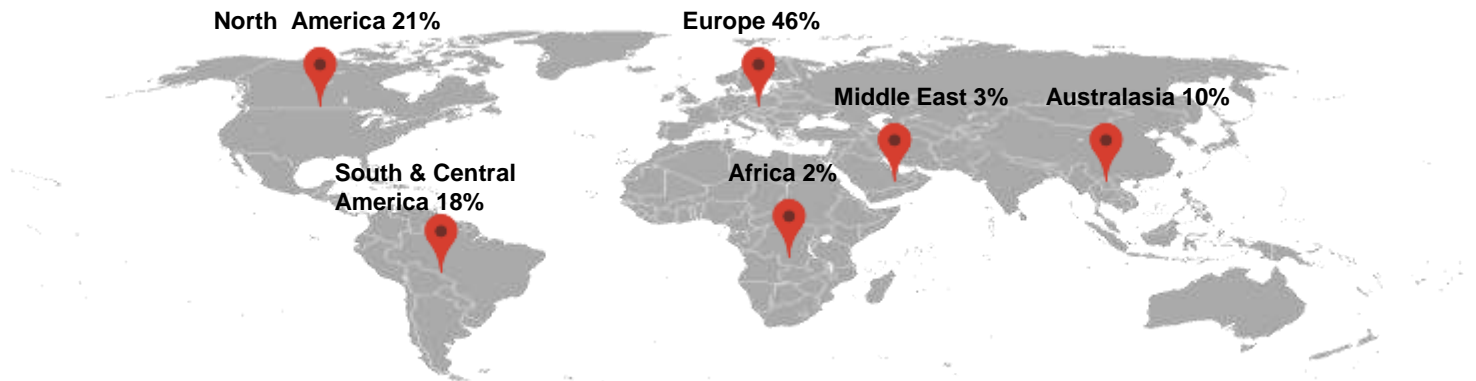 North America 21%
Europe 46%
Middle East 3%
Australasia 10%
South & Central
America 18%
Africa 2%